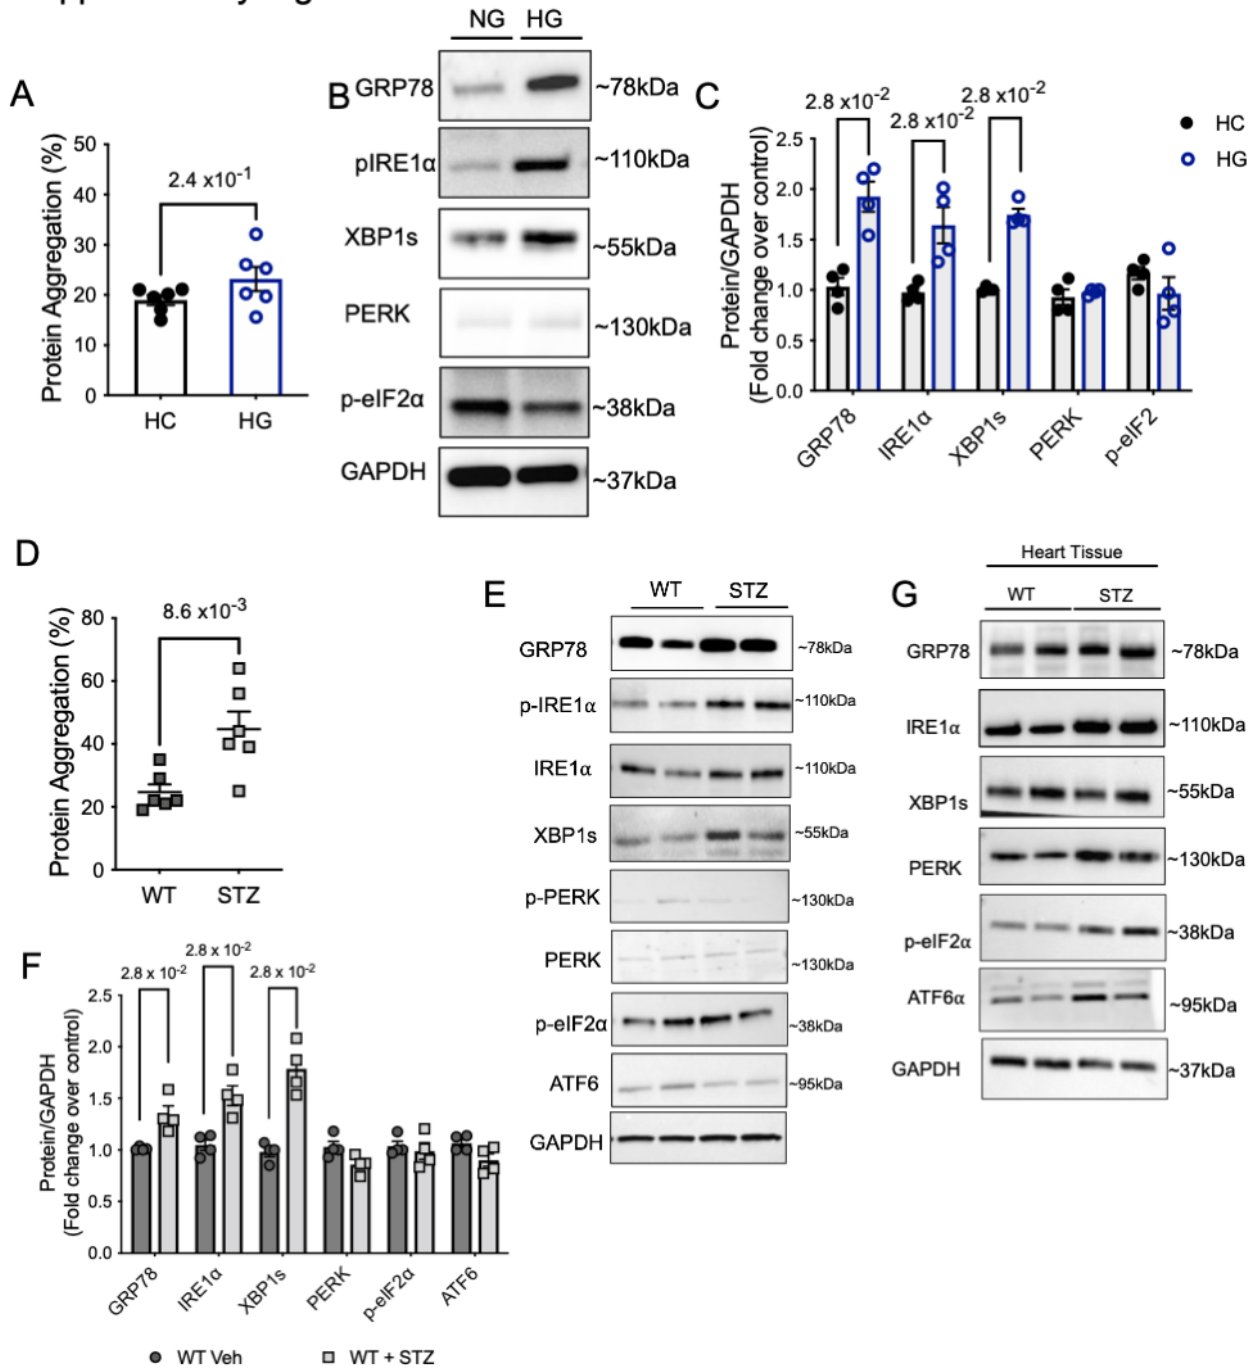 A
Protein Aggregation (%)
50
40
30
20
10
0
2.4 x10-1
HC HG
B
NG HG
GRP78 ~78kDa
pIRE1α ~110kDa
XBP1s ~55kDa
PERK ~130kDa
p-eIF2α ~38kDa
GAPDH ~37kDa
C
2.8 x10-2
2.8 x10-2
2.8 x10-2
Protein/GAPDH
(Fold change over control)
2.5
2.0
1.5
1.0
0.5
0.0
GRP78 IRE1α XBP1s PERK p-eIF2
HC
HG
D
Protein Aggregation (%)
80
60
40
20
0
8.6 x10-3
WT STZ
E
WT STZ
GRP78 ~78kDa
p-IRE1α ~110kDa
IRE1α ~110kDa
XBP1s ~55kDa
p-PERK ~130kDa
PERK ~130kDa
p-eIF2α ~38kDa
ATF6 ~95kDa
GAPDH
G
Heart Tissue
WT STZ
GRP78 ~78kDa
IRE1α ~110kDa
XBP1s ~55kDa
PERK ~130kDa
p-eIF2α ~38kDa
ATF6α ~95kDa
GAPDH ~37kDa
F
2.8 x 10-2
2.8 x 10-2
2.8 x 10-2
Protein/GAPDH
(Fold change over control)
2.5
2.0
1.5
1.0
0.5
0.0
GRP78 IRE1α XBP1s PERK p-eIF2α ATF6
WT Veh WT + STZ